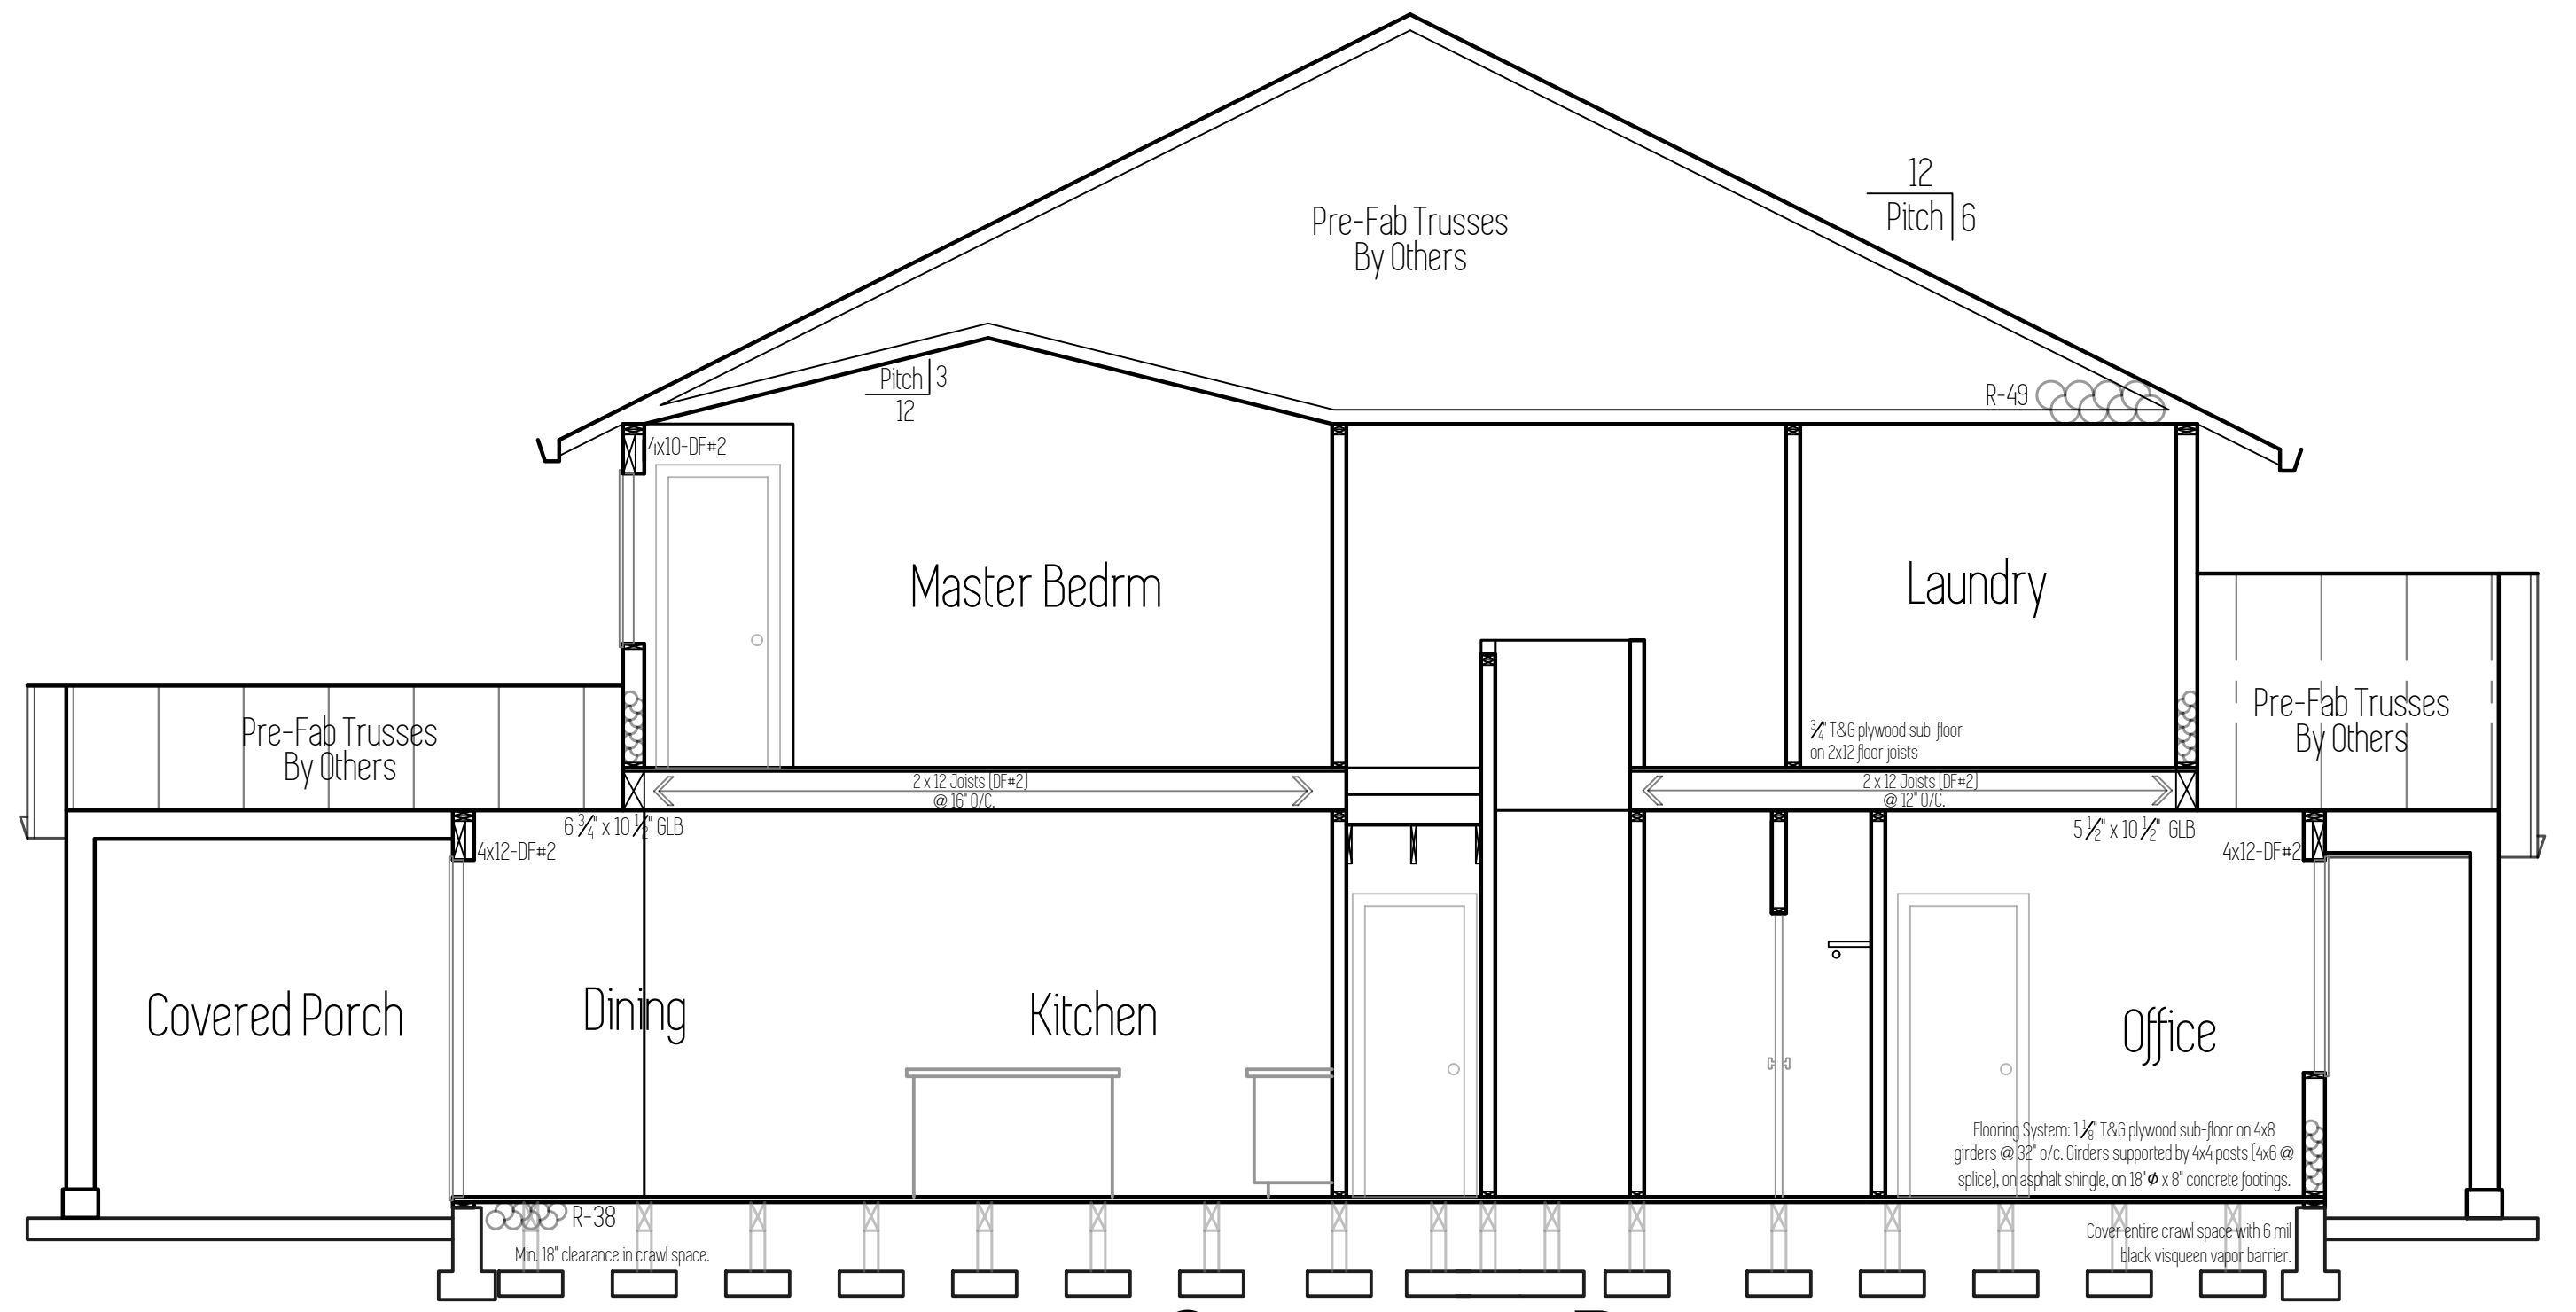 12
Pitch 6
Pre-Fab Trusses
By Others
Pitch 3
12
R-49
4x10-DF#2
Master Bedrm
Laundry
Pre-Fab Trusses
By Others
Pre-Fab Trusses
By Others
3/4" T&G plywood sub-floor
on 2x12 floor joists
2 x 12 Joists (DF#2)
@ 16" O/C.
2 x 12 Joists (DF#2)
@ 12" O/C.
6 3/4" x 10 1/2" GLB
4x12-DF#2
5 1/2" x 10 1/2" GLB
4x12-DF#2
Covered Porch
Dining
Kitchen
Office
Flooring System: 1 1/8" T&G plywood sub-floor on 4x8
girders @ 32" o/c. Girders supported by 4x4 posts (4x6 @
splice), on asphalt shingle, on 18" Ø x 8" concrete footings.
R-38
Min. 18" clearance in crawl space.
Cover entire crawl space with 6 mil
black visqueen vapor barrier.